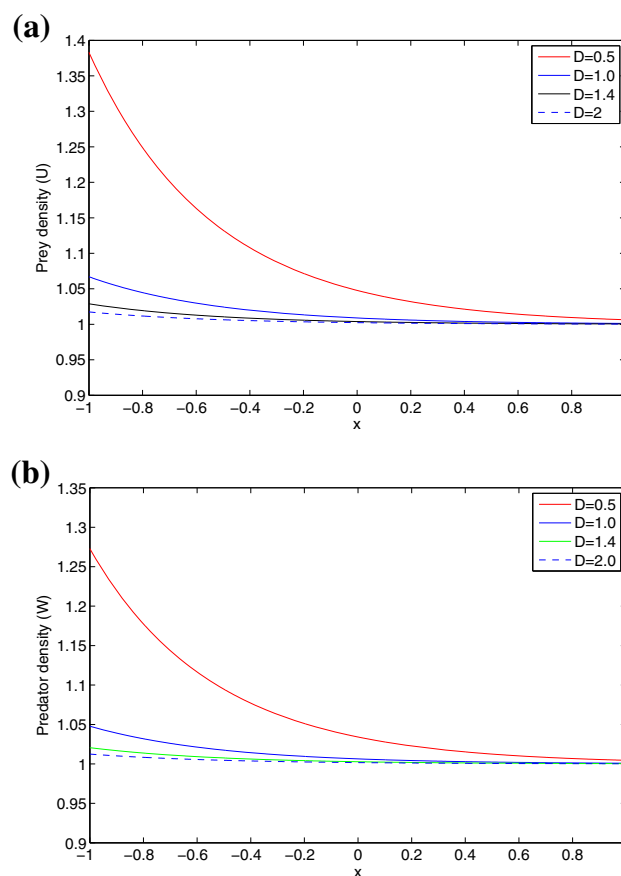 (a)
Prey density (U)
1.4
1.35
1.3
1.25
1.2
1.15
1.1
1.05
1
0.95
0.9
−1 −0.8 −0.6 −0.4 −0.2 0 0.2 0.4 0.6 0.8
x
D=0.5
D=1.0
D=1.4
D=2
(b)
Predator density (W)
1.35
1.3
1.25
1.2
1.15
1.1
1.05
1
0.95
0.9
−1 −0.8 −0.6 −0.4 −0.2 0 0.2 0.4 0.6 0.8
x
D=0.5
D=1.0
D=1.4
D=2.0